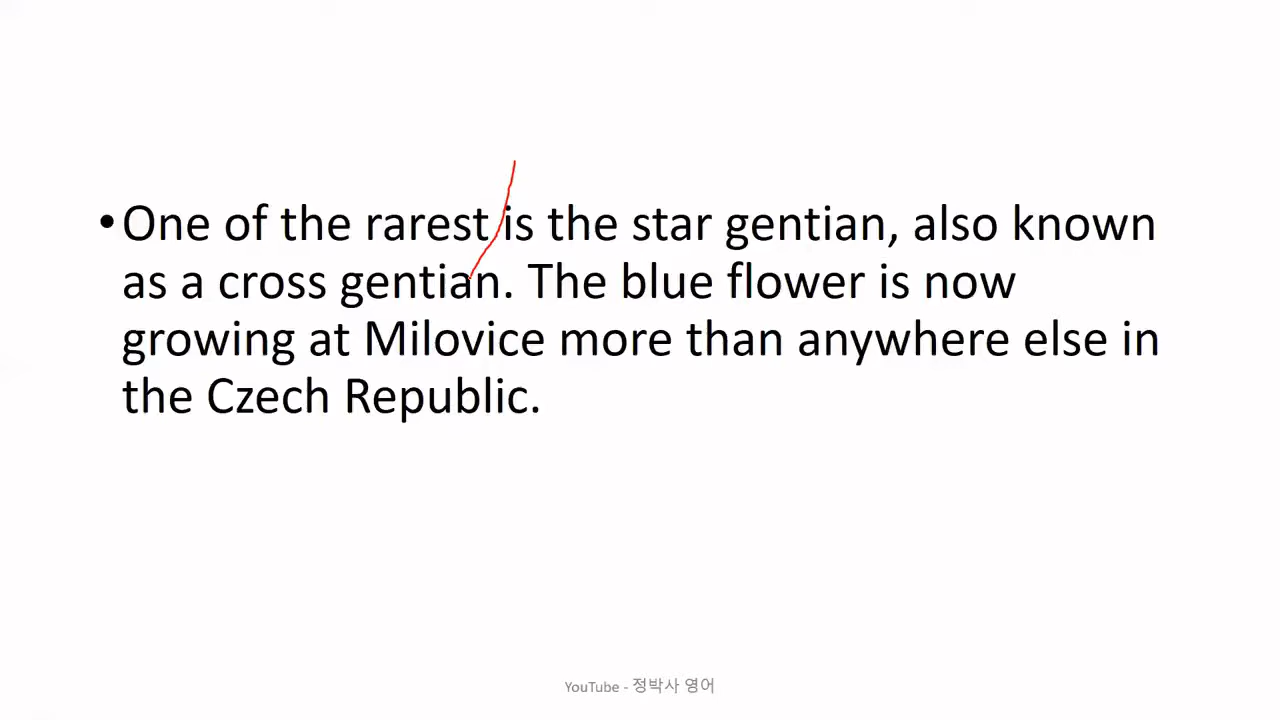 •One of the rarest is the star gentian, also known
as a cross gentian. The blue flower is now
growing at Milovice more than anywhere else in
the Czech Republic.
YouTube - 정박사 영어